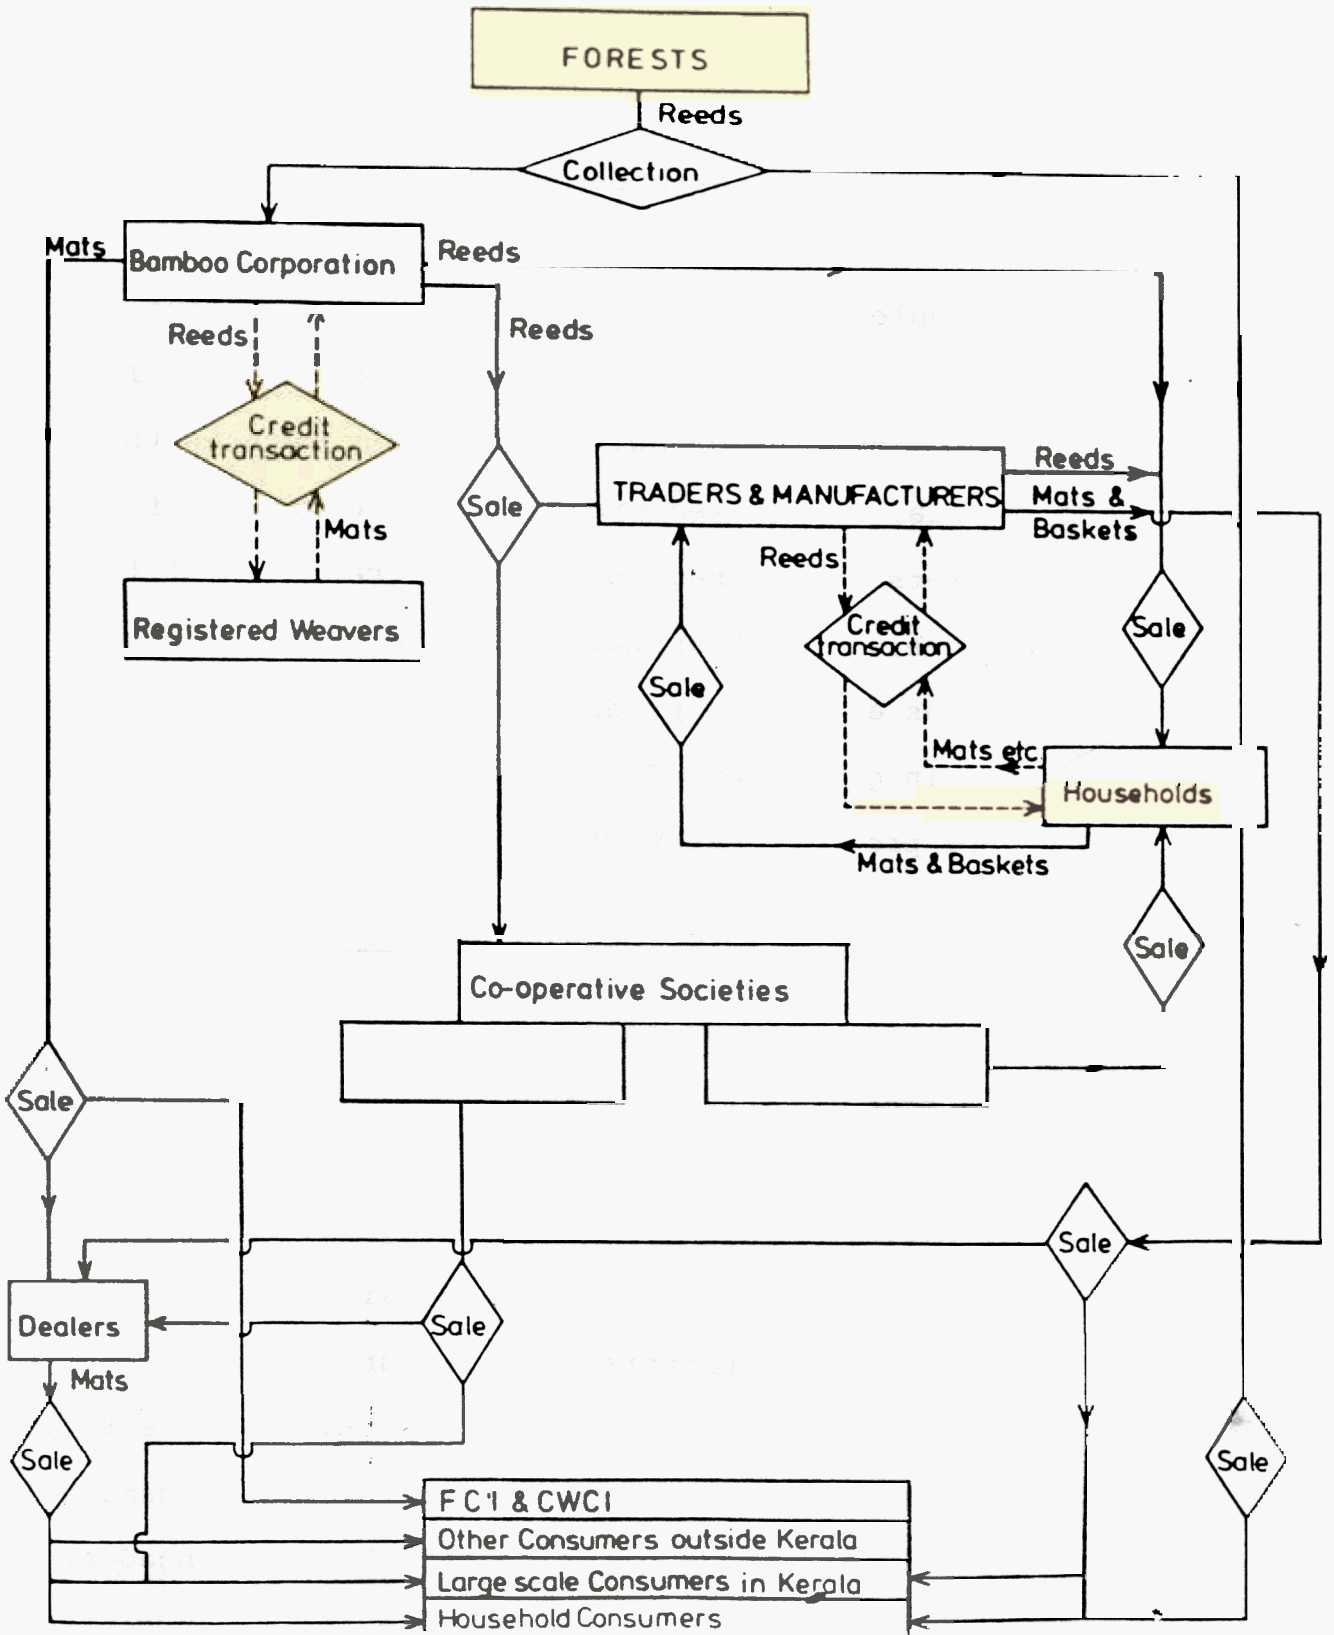 FORESTS
Reeds
Collection
Mats
Bamboo Corporation
Reeds
Reeds
Reeds
Credit
transaction
Mats
Registered Weavers
Sale
TRADERS & MANUFACTURERS
Reeds
Mats &
Baskets
Reeds
Credit
transaction
Sale
Sale
Mats etc
Households
Mats & Baskets
Sale
Co-operative Societies
Sale
Sale
Dealers
Sale
Mats
Sale
Sale
F C I & CWCI
Other Consumers outside Kerala
Large scale Consumers in Kerala
Household Consumers